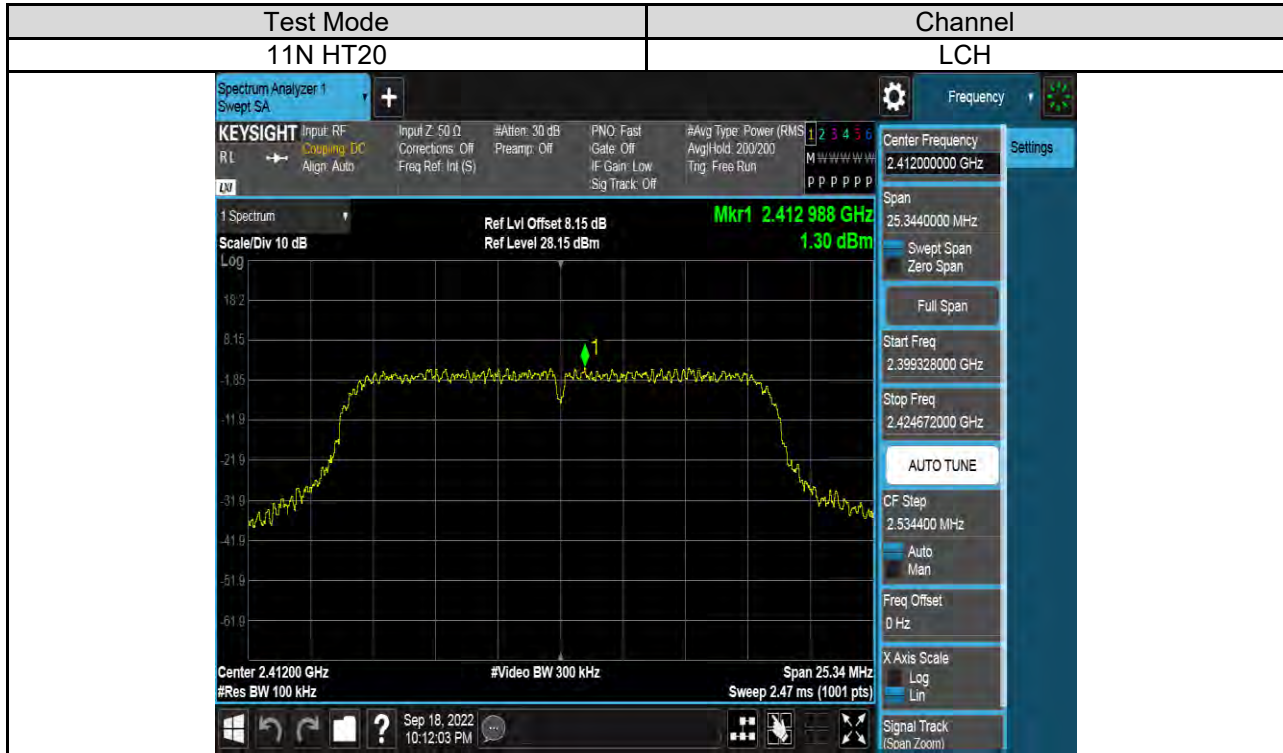 Test Mode
Channel
11N HT20
LCH
Spectrum Analyzer 1
Swept SA
+
Frequency
KEYSIGHT
RL
LXI
Input: RF
Coupling: DC
Align: Auto
Input Z: 50 Ω
Corrections: Off
Freq Ref: Int (S)
#Atten: 30 dB
Preamp: Off
PNO: Fast
Gate: Off
IF Gain: Low
Sig Track: Off
#Avg Type: Power (RMS
Avg|Hold: 200/200
Trig: Free Run
1 2 3 4 5 6
M W W W W W
P P P P P P
1 Spectrum
Scale/Div 10 dB
Log
Ref Lvl Offset 8.15 dB
Ref Level 28.15 dBm
Mkr1 2.412 988 GHz
1.30 dBm
18.2
8.15
-1.85
-11.9
-21.9
-31.9
-41.9
-51.9
-61.9
1
Center 2.41200 GHz
#Res BW 100 kHz
#Video BW 300 kHz
Span 25.34 MHz
Sweep 2.47 ms (1001 pts)
Center Frequency
2.412000000 GHz
Settings
Span
25.3440000 MHz
Swept Span
Zero Span
Full Span
Start Freq
2.399328000 GHz
Stop Freq
2.424672000 GHz
AUTO TUNE
CF Step
2.534400 MHz
Auto
Man
Freq Offset
0 Hz
X Axis Scale
Log
Lin
Signal Track
(Span Zoom)
?
Sep 18, 2022
10:12:03 PM